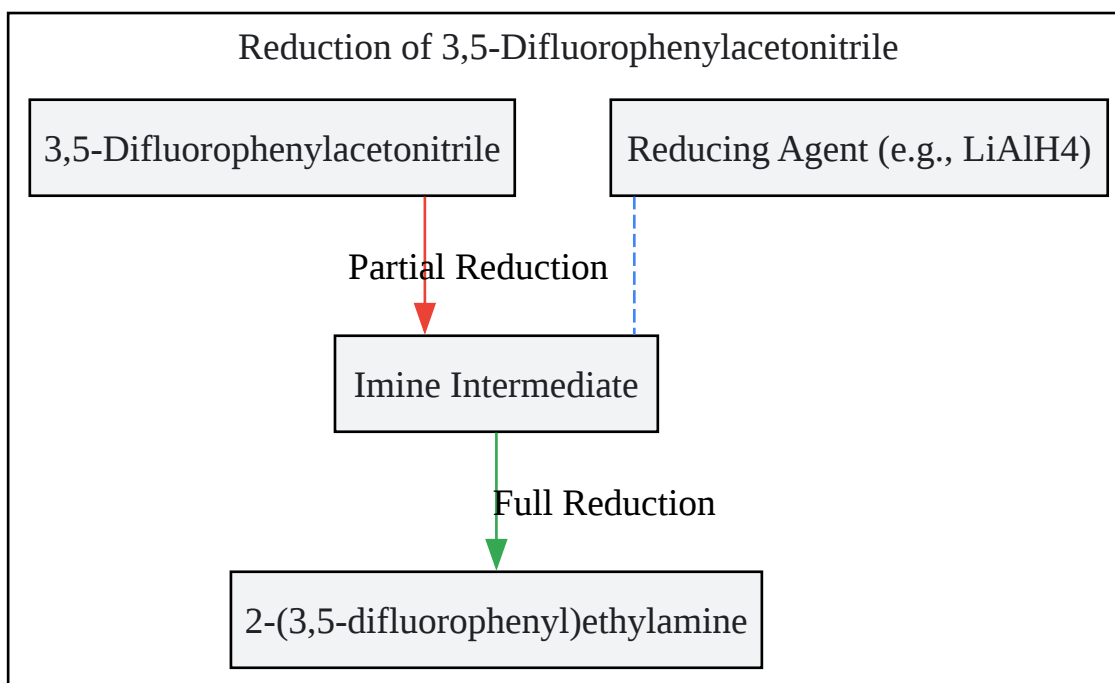 Reduction of 3,5-Difluorophenylacetonitrile
3,5-Difluorophenylacetonitrile
Reducing Agent (e.g., LiAlH4)
Partial Reduction
Imine Intermediate
Full Reduction
2-(3,5-difluorophenyl)ethylamine